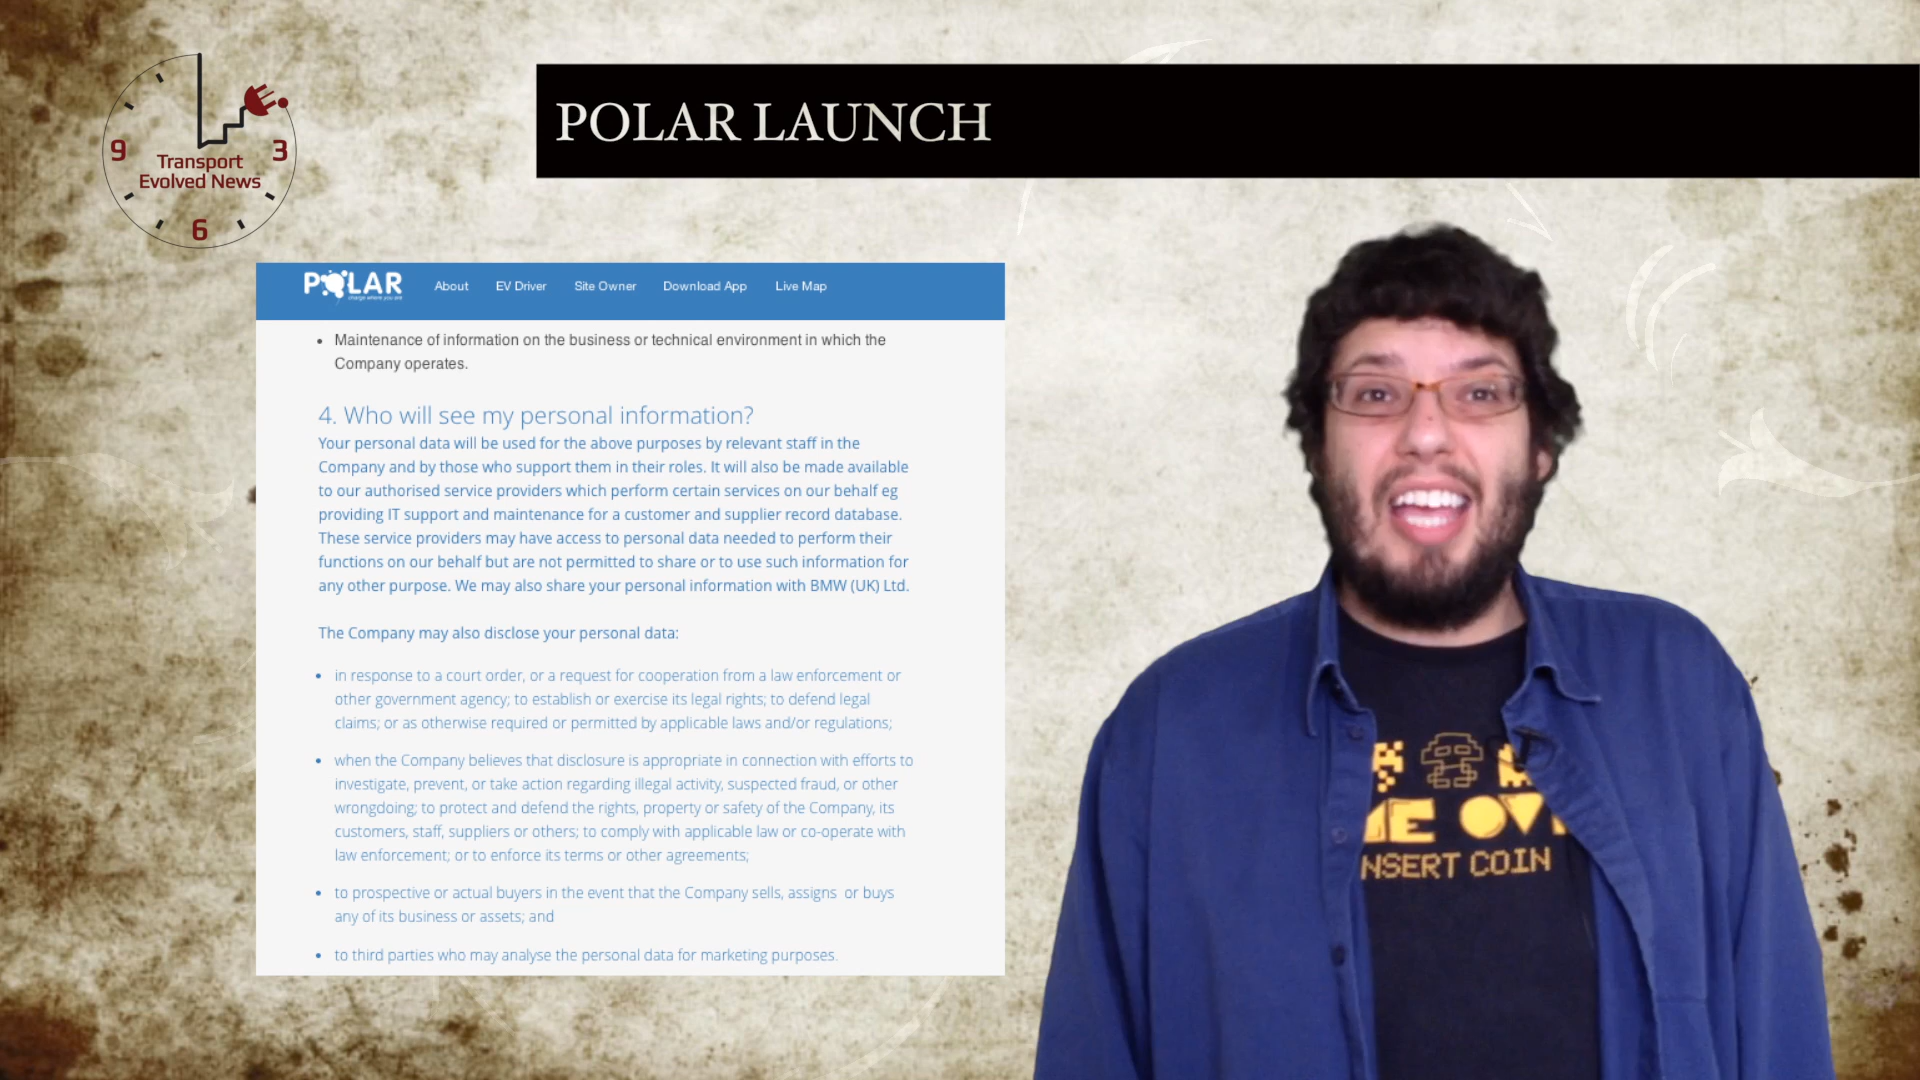 POLAR LAUNCH
9
3
Transport
Evolved News
6
POLAR
charge where you are
About
EV Driver
Site Owner
Download App
Live Map
• Maintenance of information on the business or technical environment in which the
Company operates.
4. Who will see my personal information?
Your personal data will be used for the above purposes by relevant staff in the
Company and by those who support them in their roles. It will also be made available
to our authorised service providers which perform certain services on our behalf eg
providing IT support and maintenance for a customer and supplier record database.
These service providers may have access to personal data needed to perform their
functions on our behalf but are not permitted to share or to use such information for
any other purpose. We may also share your personal information with BMW (UK) Ltd.
The Company may also disclose your personal data:
• in response to a court order, or a request for cooperation from a law enforcement or
other government agency; to establish or exercise its legal rights; to defend legal
claims; or as otherwise required or permitted by applicable laws and/or regulations;
• when the Company believes that disclosure is appropriate in connection with efforts to
investigate, prevent, or take action regarding illegal activity, suspected fraud, or other
wrongdoing; to protect and defend the rights, property or safety of the Company, its
customers, staff, suppliers or others; to comply with applicable law or co-operate with
law enforcement; or to enforce its terms or other agreements;
• to prospective or actual buyers in the event that the Company sells, assigns or buys
any of its business or assets; and
• to third parties who may analyse the personal data for marketing purposes.
ME OV
NSERT COIN